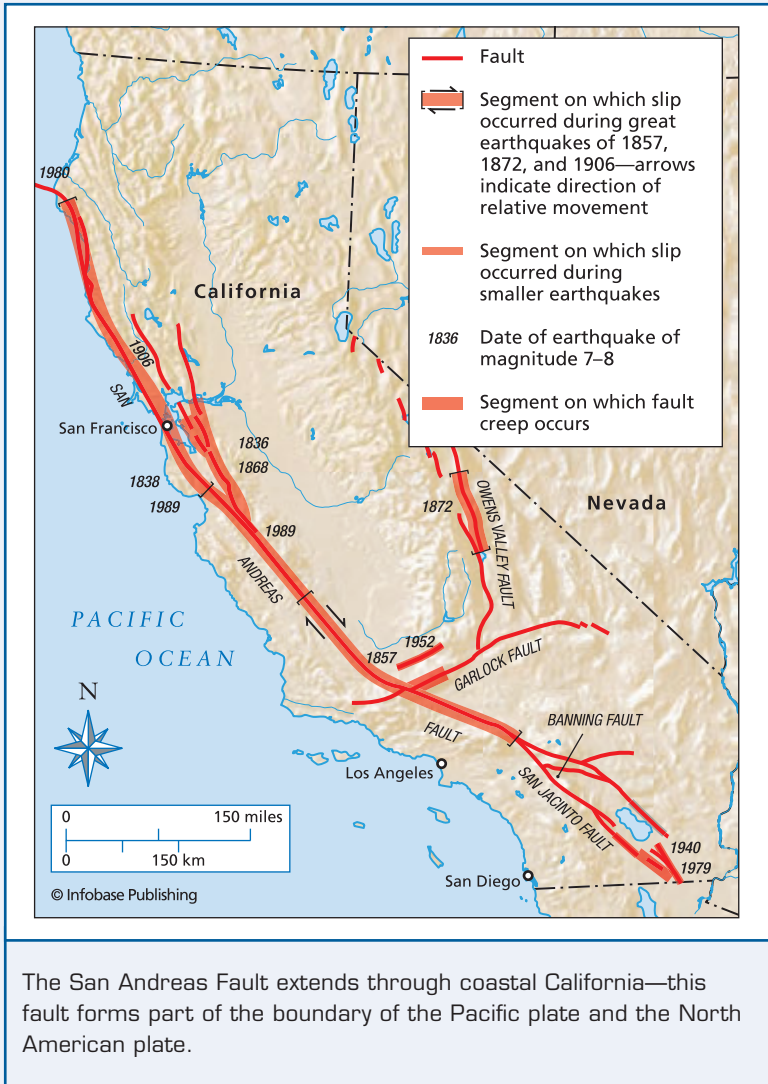 Fault
Segment on which slip
occurred during great
earthquakes of 1857,
1872, and 1906—arrows
indicate direction of
relative movement
Segment on which slip
occurred during
smaller earthquakes
1836
Date of earthquake of
magnitude 7–8
Segment on which fault
creep occurs
1980
California
1906
SAN
San Francisco
1836
1868
1838
1989
1989
ANDREAS
1872
OWENS VALLEY FAULT
Nevada
PACIFIC
OCEAN
1952
1857
GARLOCK FAULT
FAULT
BANNING FAULT
N
Los Angeles
SAN JACINTO FAULT
0
150 miles
0
150 km
1940
1979
San Diego
© Infobase Publishing
The San Andreas Fault extends through coastal California—this
fault forms part of the boundary of the Pacific plate and the North
American plate.